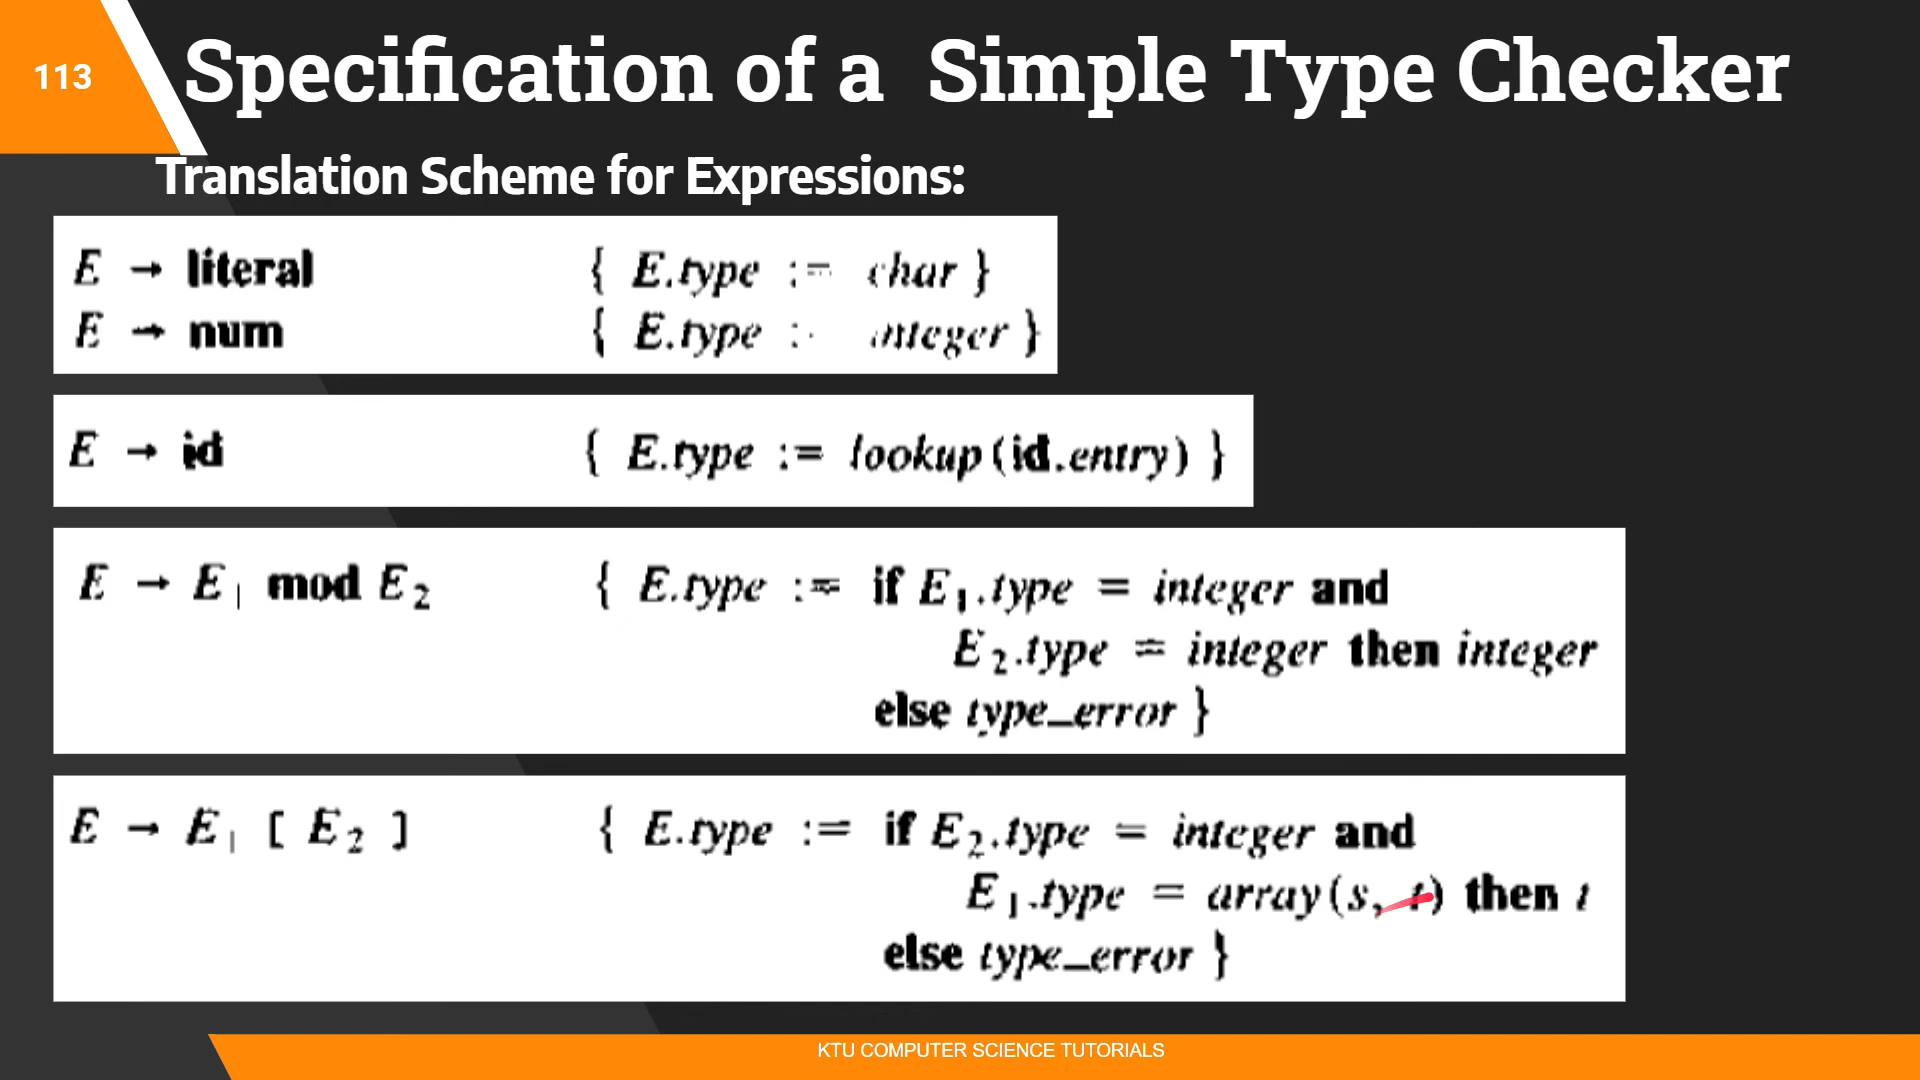 113
Specification of a Simple Type Checker
Translation Scheme for Expressions:
E → literal { E.type := char }
E → num { E.type := integer }
E → id { E.type := lookup(id.entry) }
E → E₁ mod E₂ { E.type := if E₁.type = integer and
E₂.type = integer then integer
else type_error }
E → E₁ [ E₂ ] { E.type := if E₂.type = integer and
E₁.type = array(s, t) then t
else type_error }
KTU COMPUTER SCIENCE TUTORIALS